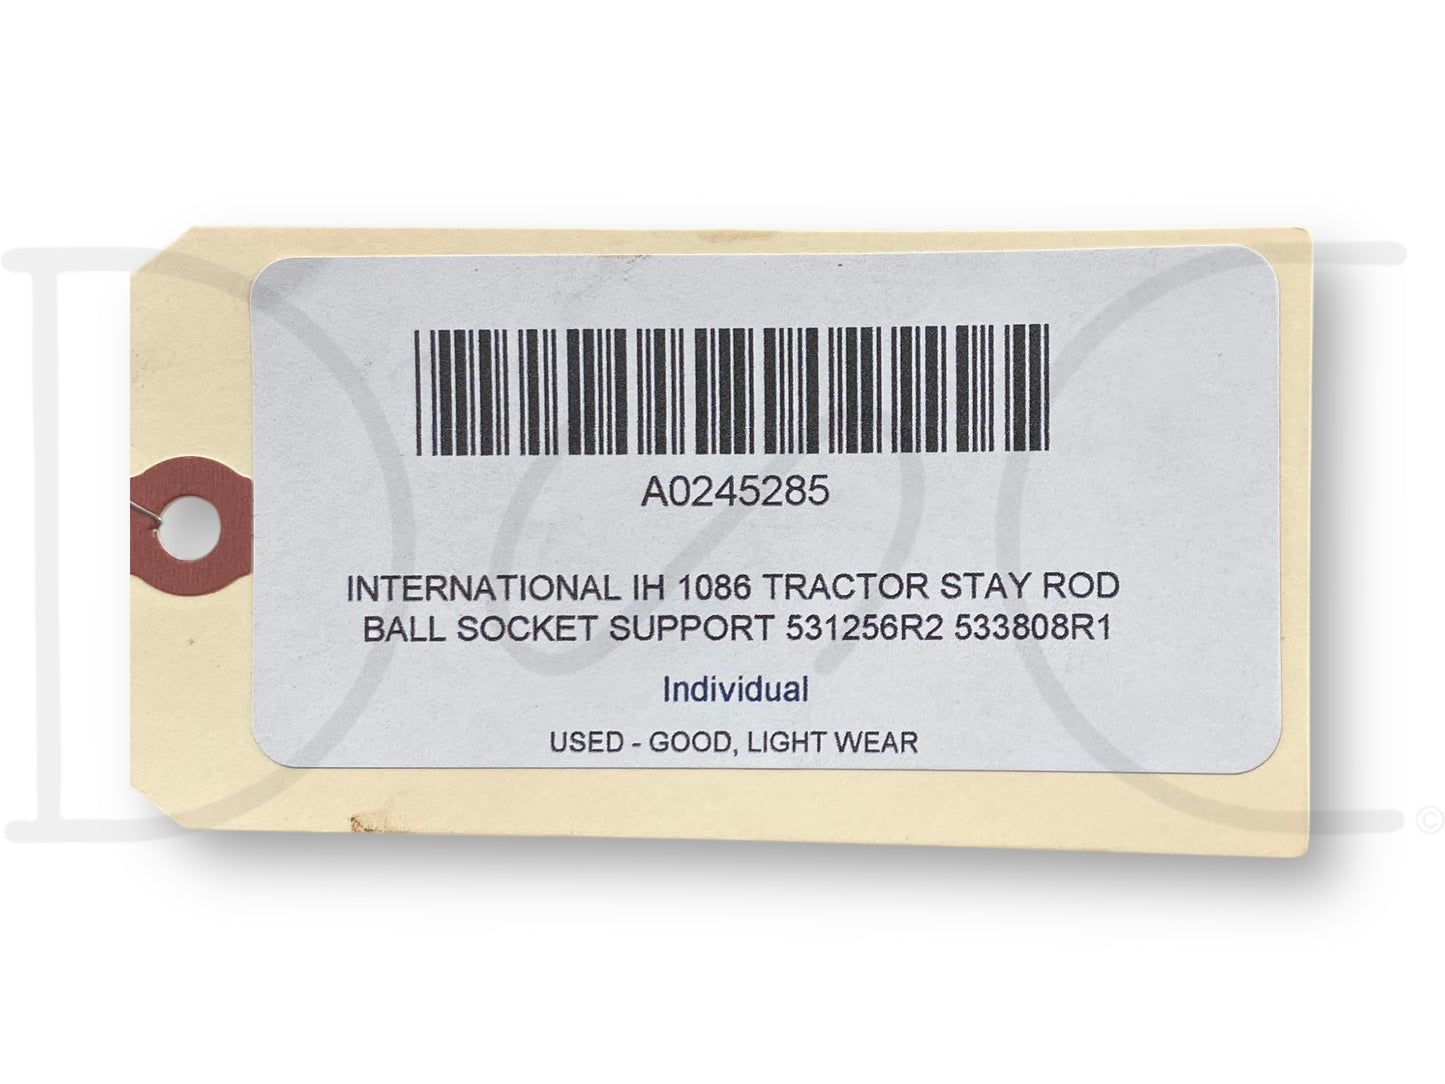 A0245285
INTERNATIONAL IH 1086 TRACTOR STAY ROD
BALL SOCKET SUPPORT 531256R2 533808R1
Individual
USED - GOOD, LIGHT WEAR
©